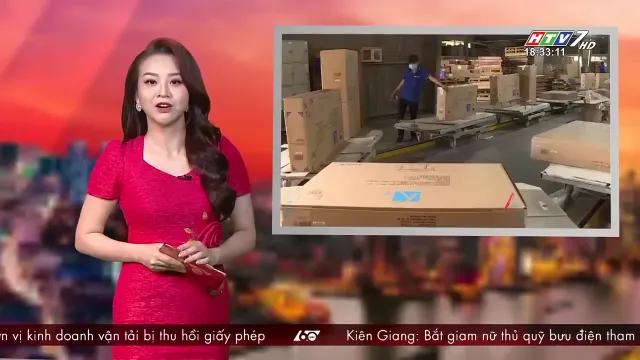 HTV7 HD
18:33:11
vn vị kinh doanh vận tải bị thu hồi giấy phép
Kiên Giang: Bắt giam nữ thủ quỹ bưu điện tham